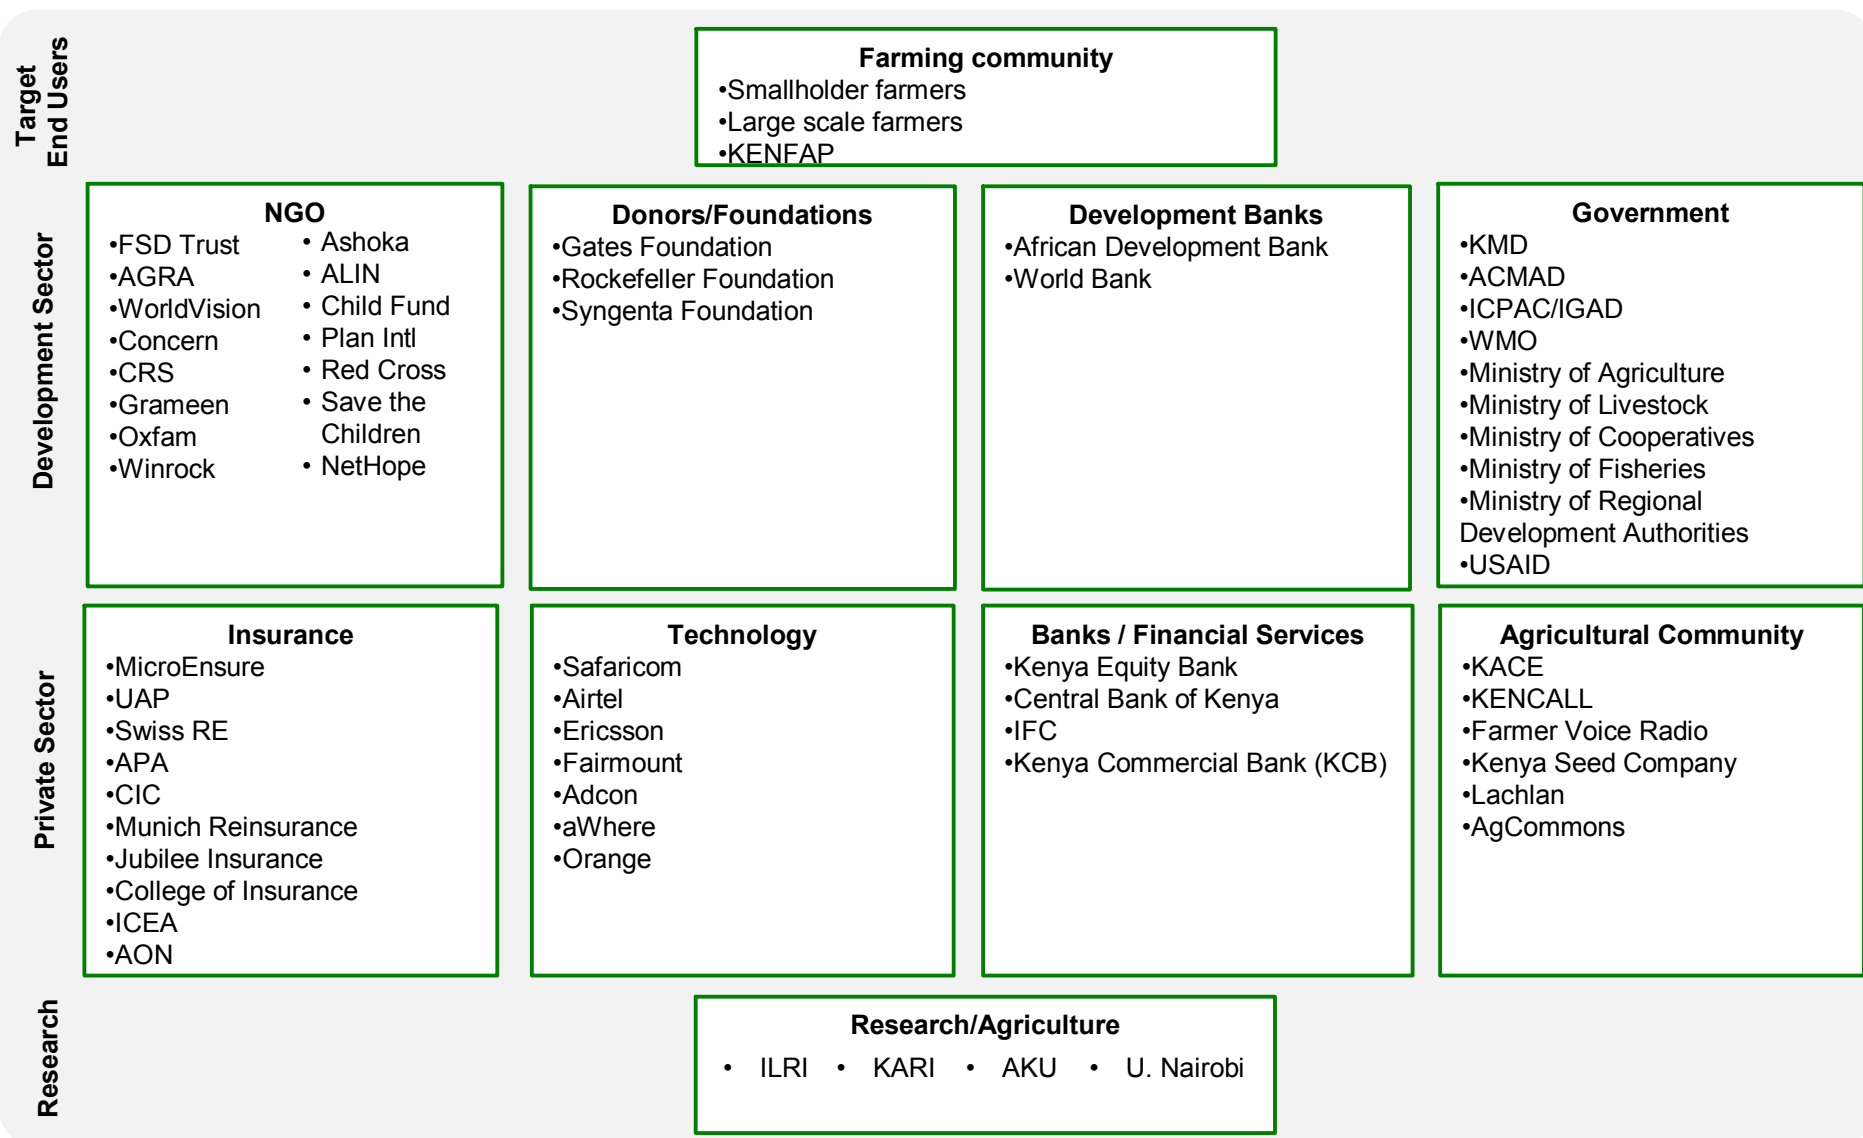 Target
End Users
Farming community
•Smallholder farmers
•Large scale farmers
•KENFAP
Development Sector
NGO
•FSD Trust
•AGRA
•WorldVision
•Concern
•CRS
•Grameen
•Oxfam
•Winrock
• Ashoka
• ALIN
• Child Fund
• Plan Intl
• Red Cross
• Save the
Children
• NetHope
Donors/Foundations
•Gates Foundation
•Rockefeller Foundation
•Syngenta Foundation
Development Banks
•African Development Bank
•World Bank
Government
•KMD
•ACMAD
•ICPAC/IGAD
•WMO
•Ministry of Agriculture
•Ministry of Livestock
•Ministry of Cooperatives
•Ministry of Fisheries
•Ministry of Regional
Development Authorities
•USAID
Private Sector
Insurance
•MicroEnsure
•UAP
•Swiss RE
•APA
•CIC
•Munich Reinsurance
•Jubilee Insurance
•College of Insurance
•ICEA
•AON
Technology
•Safaricom
•Airtel
•Ericsson
•Fairmount
•Adcon
•aWhere
•Orange
Banks / Financial Services
•Kenya Equity Bank
•Central Bank of Kenya
•IFC
•Kenya Commercial Bank (KCB)
Agricultural Community
•KACE
•KENCALL
•Farmer Voice Radio
•Kenya Seed Company
•Lachlan
•AgCommons
Research
Research/Agriculture
• ILRI • KARI • AKU • U. Nairobi